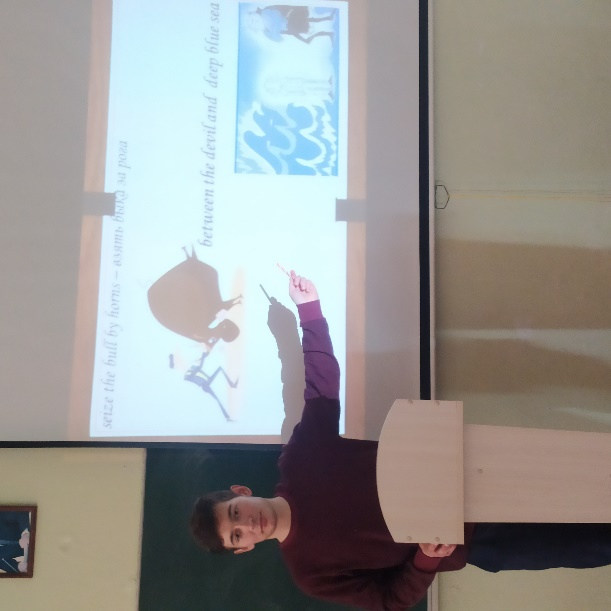 seize the bull by horns – взять быка за рога
between the devil and deep blue sea